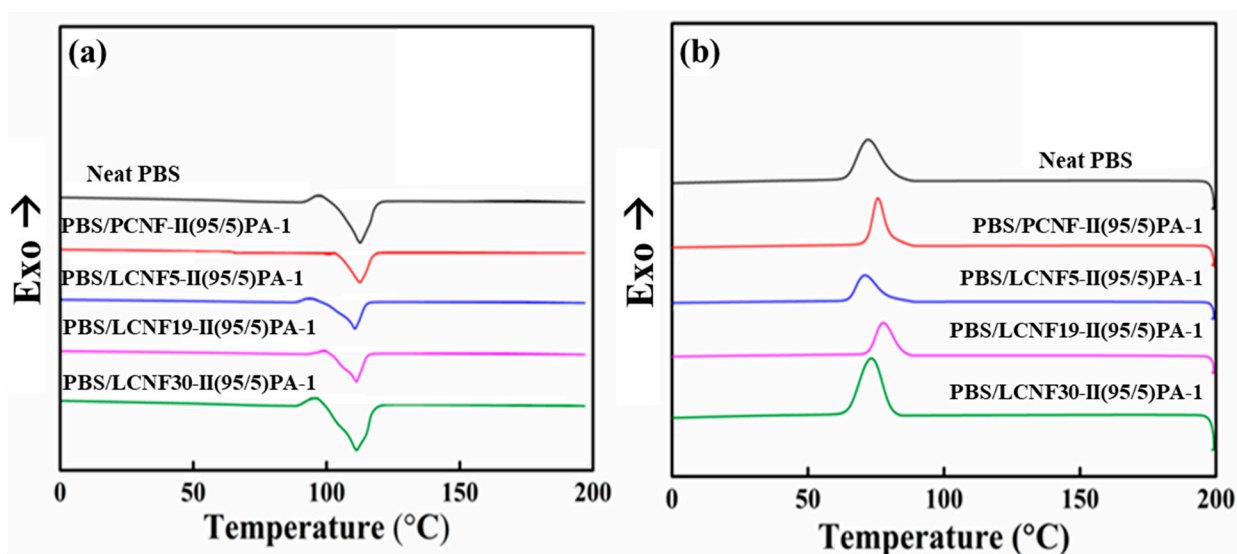 (a)
Neat PBS
PBS/PCNF-II(95/5)PA-1
PBS/LCNF5-II(95/5)PA-1
PBS/LCNF19-II(95/5)PA-1
PBS/LCNF30-II(95/5)PA-1
Exo →
0 50 100 150 200
Temperature (°C)
(b)
Neat PBS
PBS/PCNF-II(95/5)PA-1
PBS/LCNF5-II(95/5)PA-1
PBS/LCNF19-II(95/5)PA-1
PBS/LCNF30-II(95/5)PA-1
Exo →
0 50 100 150 200
Temperature (°C)